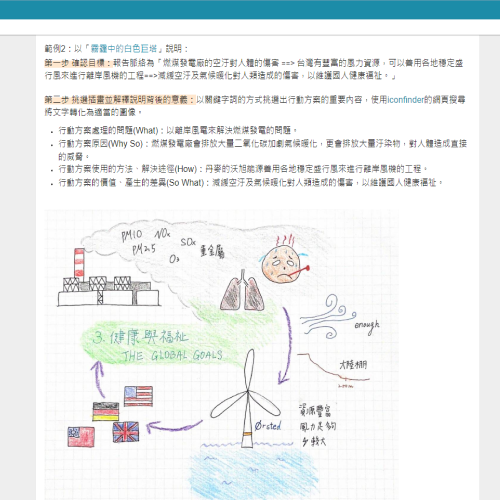 範例2：以「霧霾中的白色巨塔」說明：
第一步 確認目標：報告脈絡為「燃煤發電廠的空汙對人體的傷害 ==> 台灣有豐富的風力資源，可以善用各地穩定盛
行風來進行離岸風機的工程==>減緩空汙及氣候暖化對人類造成的傷害，以維護國人健康福祉。」
第二步 挑選插畫並解釋說明背後的意義：以關鍵字詞的方式挑選出行動方案的重要內容，使用iconfinder的網頁搜尋
將文字轉化為適當的圖像。
行動方案處理的問題(What)：以離岸風電來解決燃煤發電的問題。
行動方案原因(Why So)：燃煤發電廠會排放大量二氧化碳加劇氣候暖化，更會排放大量汙染物，對人體造成直接
的威脅。
行動方案使用的方法、解決途徑(How)：丹麥的沃旭能源善用各地穩定盛行風來進行離岸風機的工程。
行動方案的價值、產生的差異(So What)：減緩空汙及氣候暖化對人類造成的傷害，以維護國人健康福祉。
PM10 NOx
PM2.5 SOx 重金屬
O3
enough
3.健康與福祉
THE GLOBAL GOALS
大陸棚
Ørsted
資源豐富
風力足夠